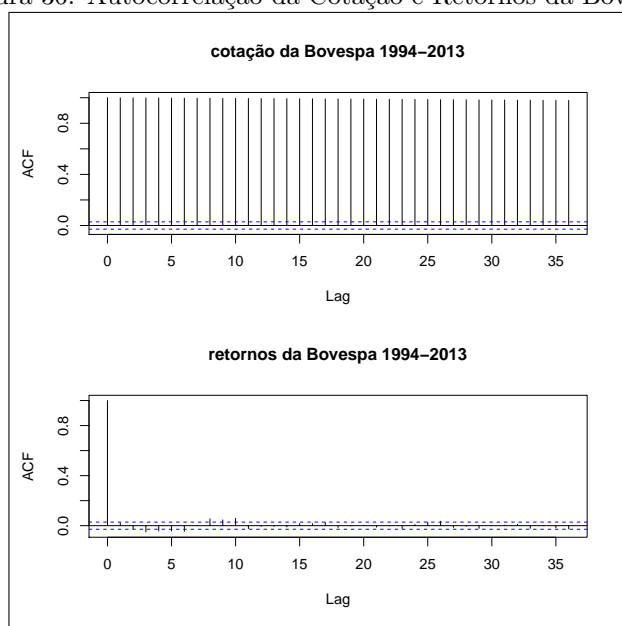 ura 30: Autocorrelação da Cotação e Retornos da Bov
cotação da Bovespa 1994−2013
ACF
0.0 0.4 0.8
0 5 10 15 20 25 30 35
Lag
retornos da Bovespa 1994−2013
ACF
0.0 0.4 0.8
0 5 10 15 20 25 30 35
Lag